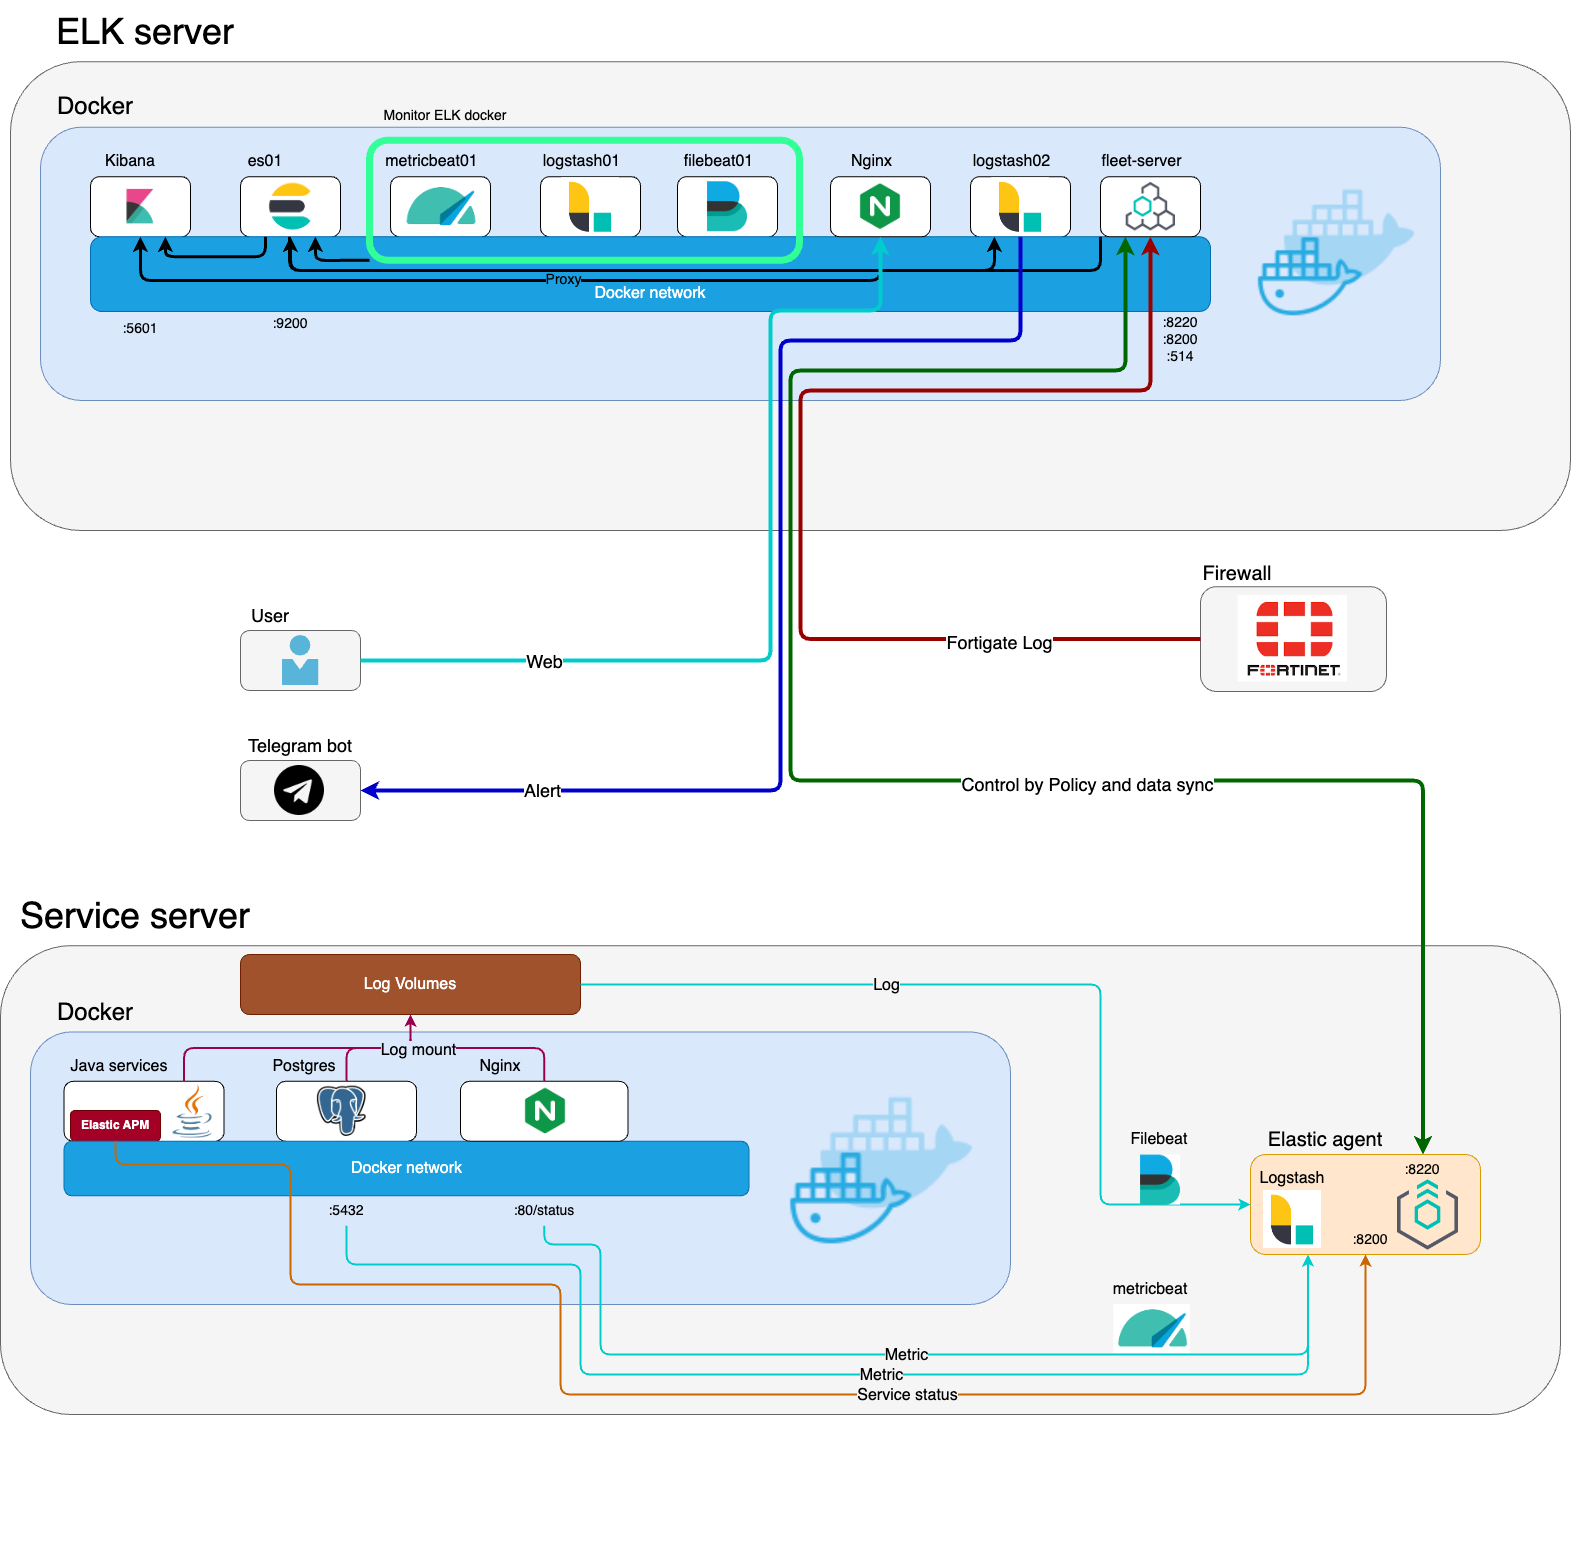 ELK server
Docker
Monitor ELK docker
Kibana
es01
metricbeat01
logstash01
filebeat01
Nginx
logstash02
fleet-server
Proxy
Docker network
:5601
:9200
:8220
:8200
:514
Firewall
FORTINET
User
Web
Fortigate Log
Telegram bot
Alert
Control by Policy and data sync
Service server
Log Volumes
Log
Docker
Log mount
Java services
Postgres
Nginx
Elastic APM
Docker network
:5432
:80/status
Filebeat
Elastic agent
Logstash
:8220
:8200
metricbeat
Metric
Metric
Service status